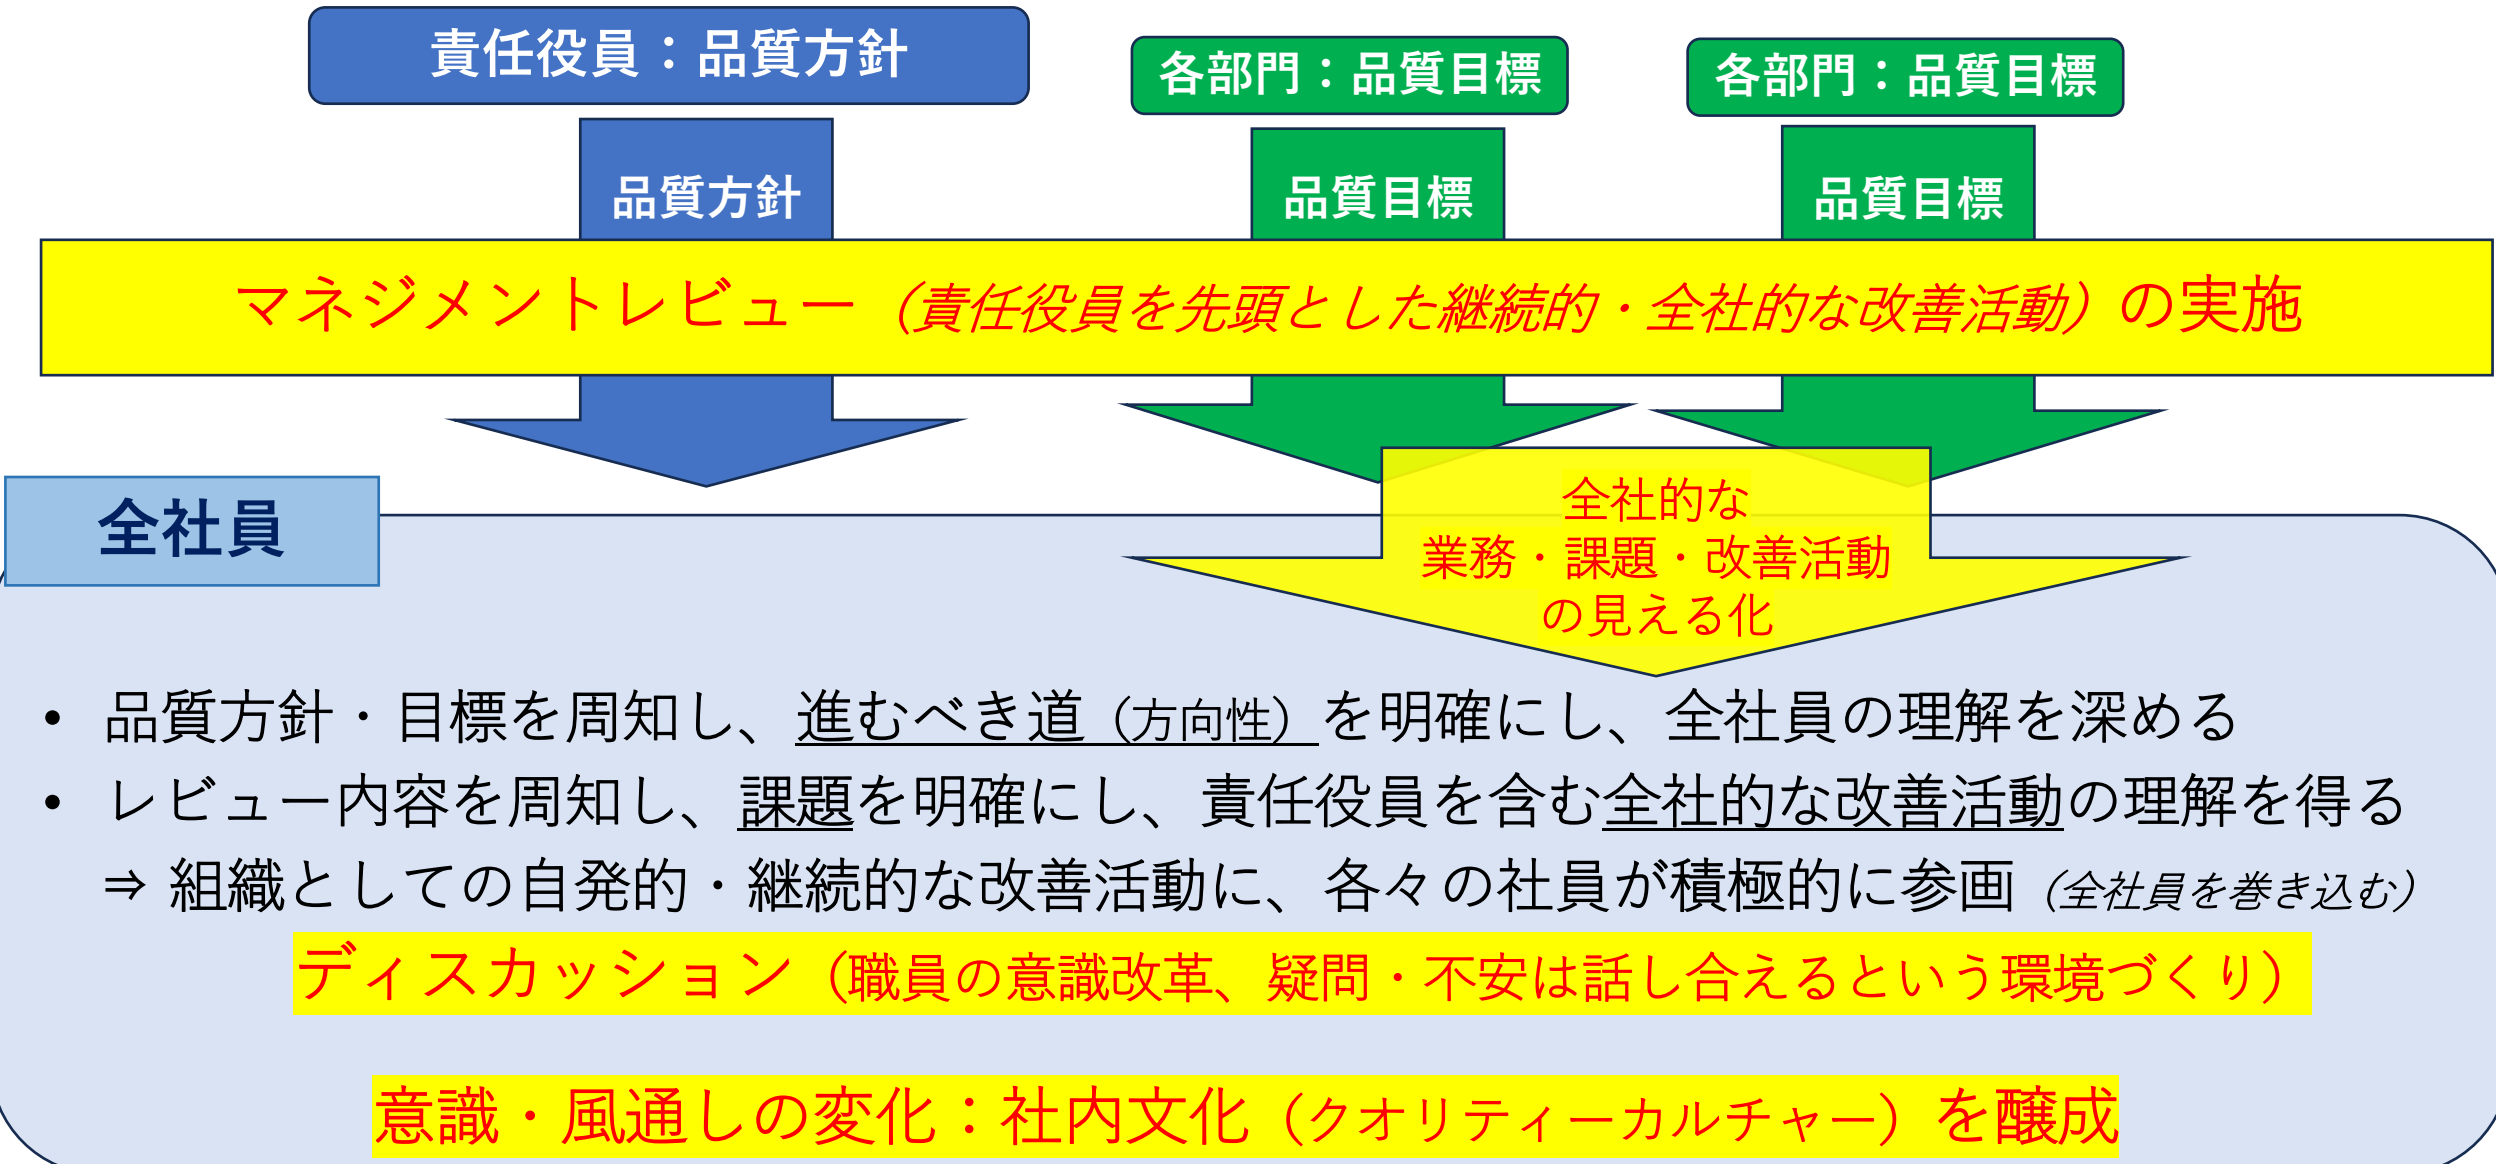 責任役員：品質方針
各部門：品質目標
各部門：品質目標
品質方針
品質目標
品質目標
マネジメントレビュー（責任役員を始めとした継続的・全社的な改善活動）の実施
全社員
全社的な
業務・課題・改善活動
の見える化
• 品質方針・目標を周知し、進むべき道（方向性）を明確にし、全社員の理解を深める
• レビュー内容を周知し、課題を明確にし、責任役員を含む全社的な改善活動の理解を得る
⇒ 組織としての自発的・継続的な改善活動に、各々の社員が積極的に参画（全社員を巻き込む）
ディスカッション（職員の意識改革、疑問・不安も話し合えるという環境づくり）
意識・風通しの変化：社内文化（クオリティーカルチャー）を醸成